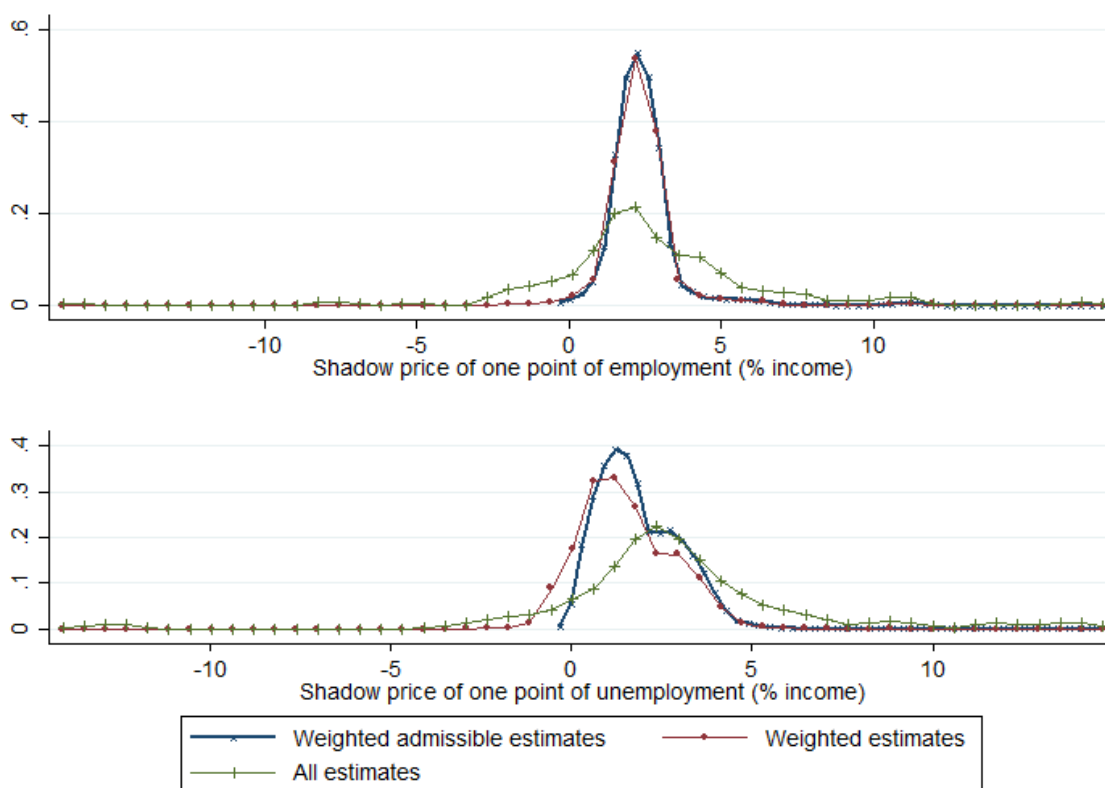 .6
.4
.2
0
-10 -5 0 5 10
Shadow price of one point of employment (% income)
.4
.3
.2
.1
0
-10 -5 0 5 10
Shadow price of one point of unemployment (% income)
Weighted admissible estimates Weighted estimates
All estimates